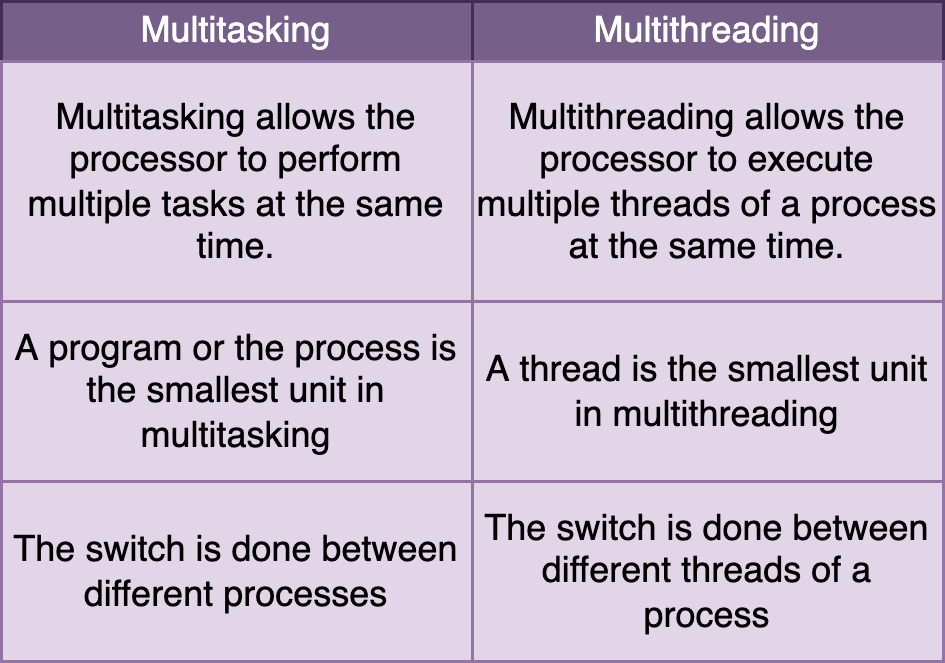 Multitasking
Multithreading
Multitasking allows the
processor to perform
multiple tasks at the same
time.
Multithreading allows the
processor to execute
multiple threads of a process
at the same time.
A program or the process is
the smallest unit in
multitasking
A thread is the smallest unit
in multithreading
The switch is done between
different processes
The switch is done between
different threads of a
process